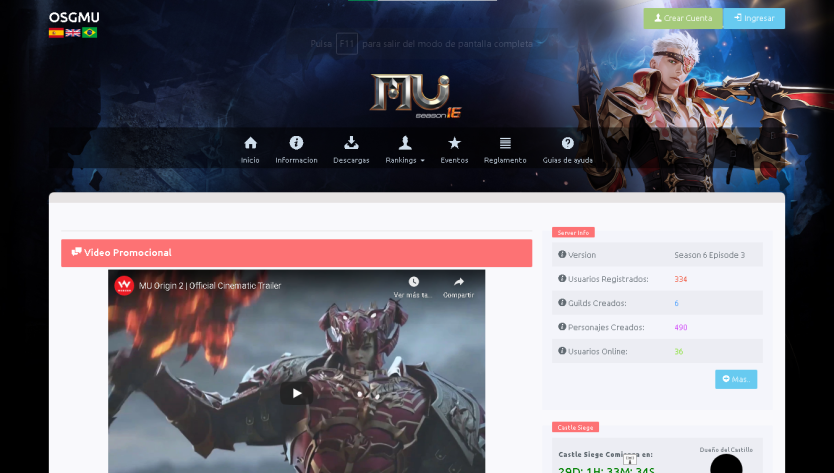 OSGMU
Crear Cuenta
Ingresar
Pulsa F11 para salir del modo de pantalla completa
MU
SEASON 16
Inicio
Informacion
Descargas
Rankings
Eventos
Reglamento
Guías de ayuda
Video Promocional
MU Origin 2 | Official Cinematic Trailer
Ver más ta...
Compartir
Server Info
Version Season 6 Episode 3
Usuarios Registrados: 334
Guilds Creados: 6
Personajes Creados: 490
Usuarios Online: 36
Mas..
Castle Siege
Castle Siege Comienza en:
Dueño del Castillo
29D: 1H: 33M: 34S